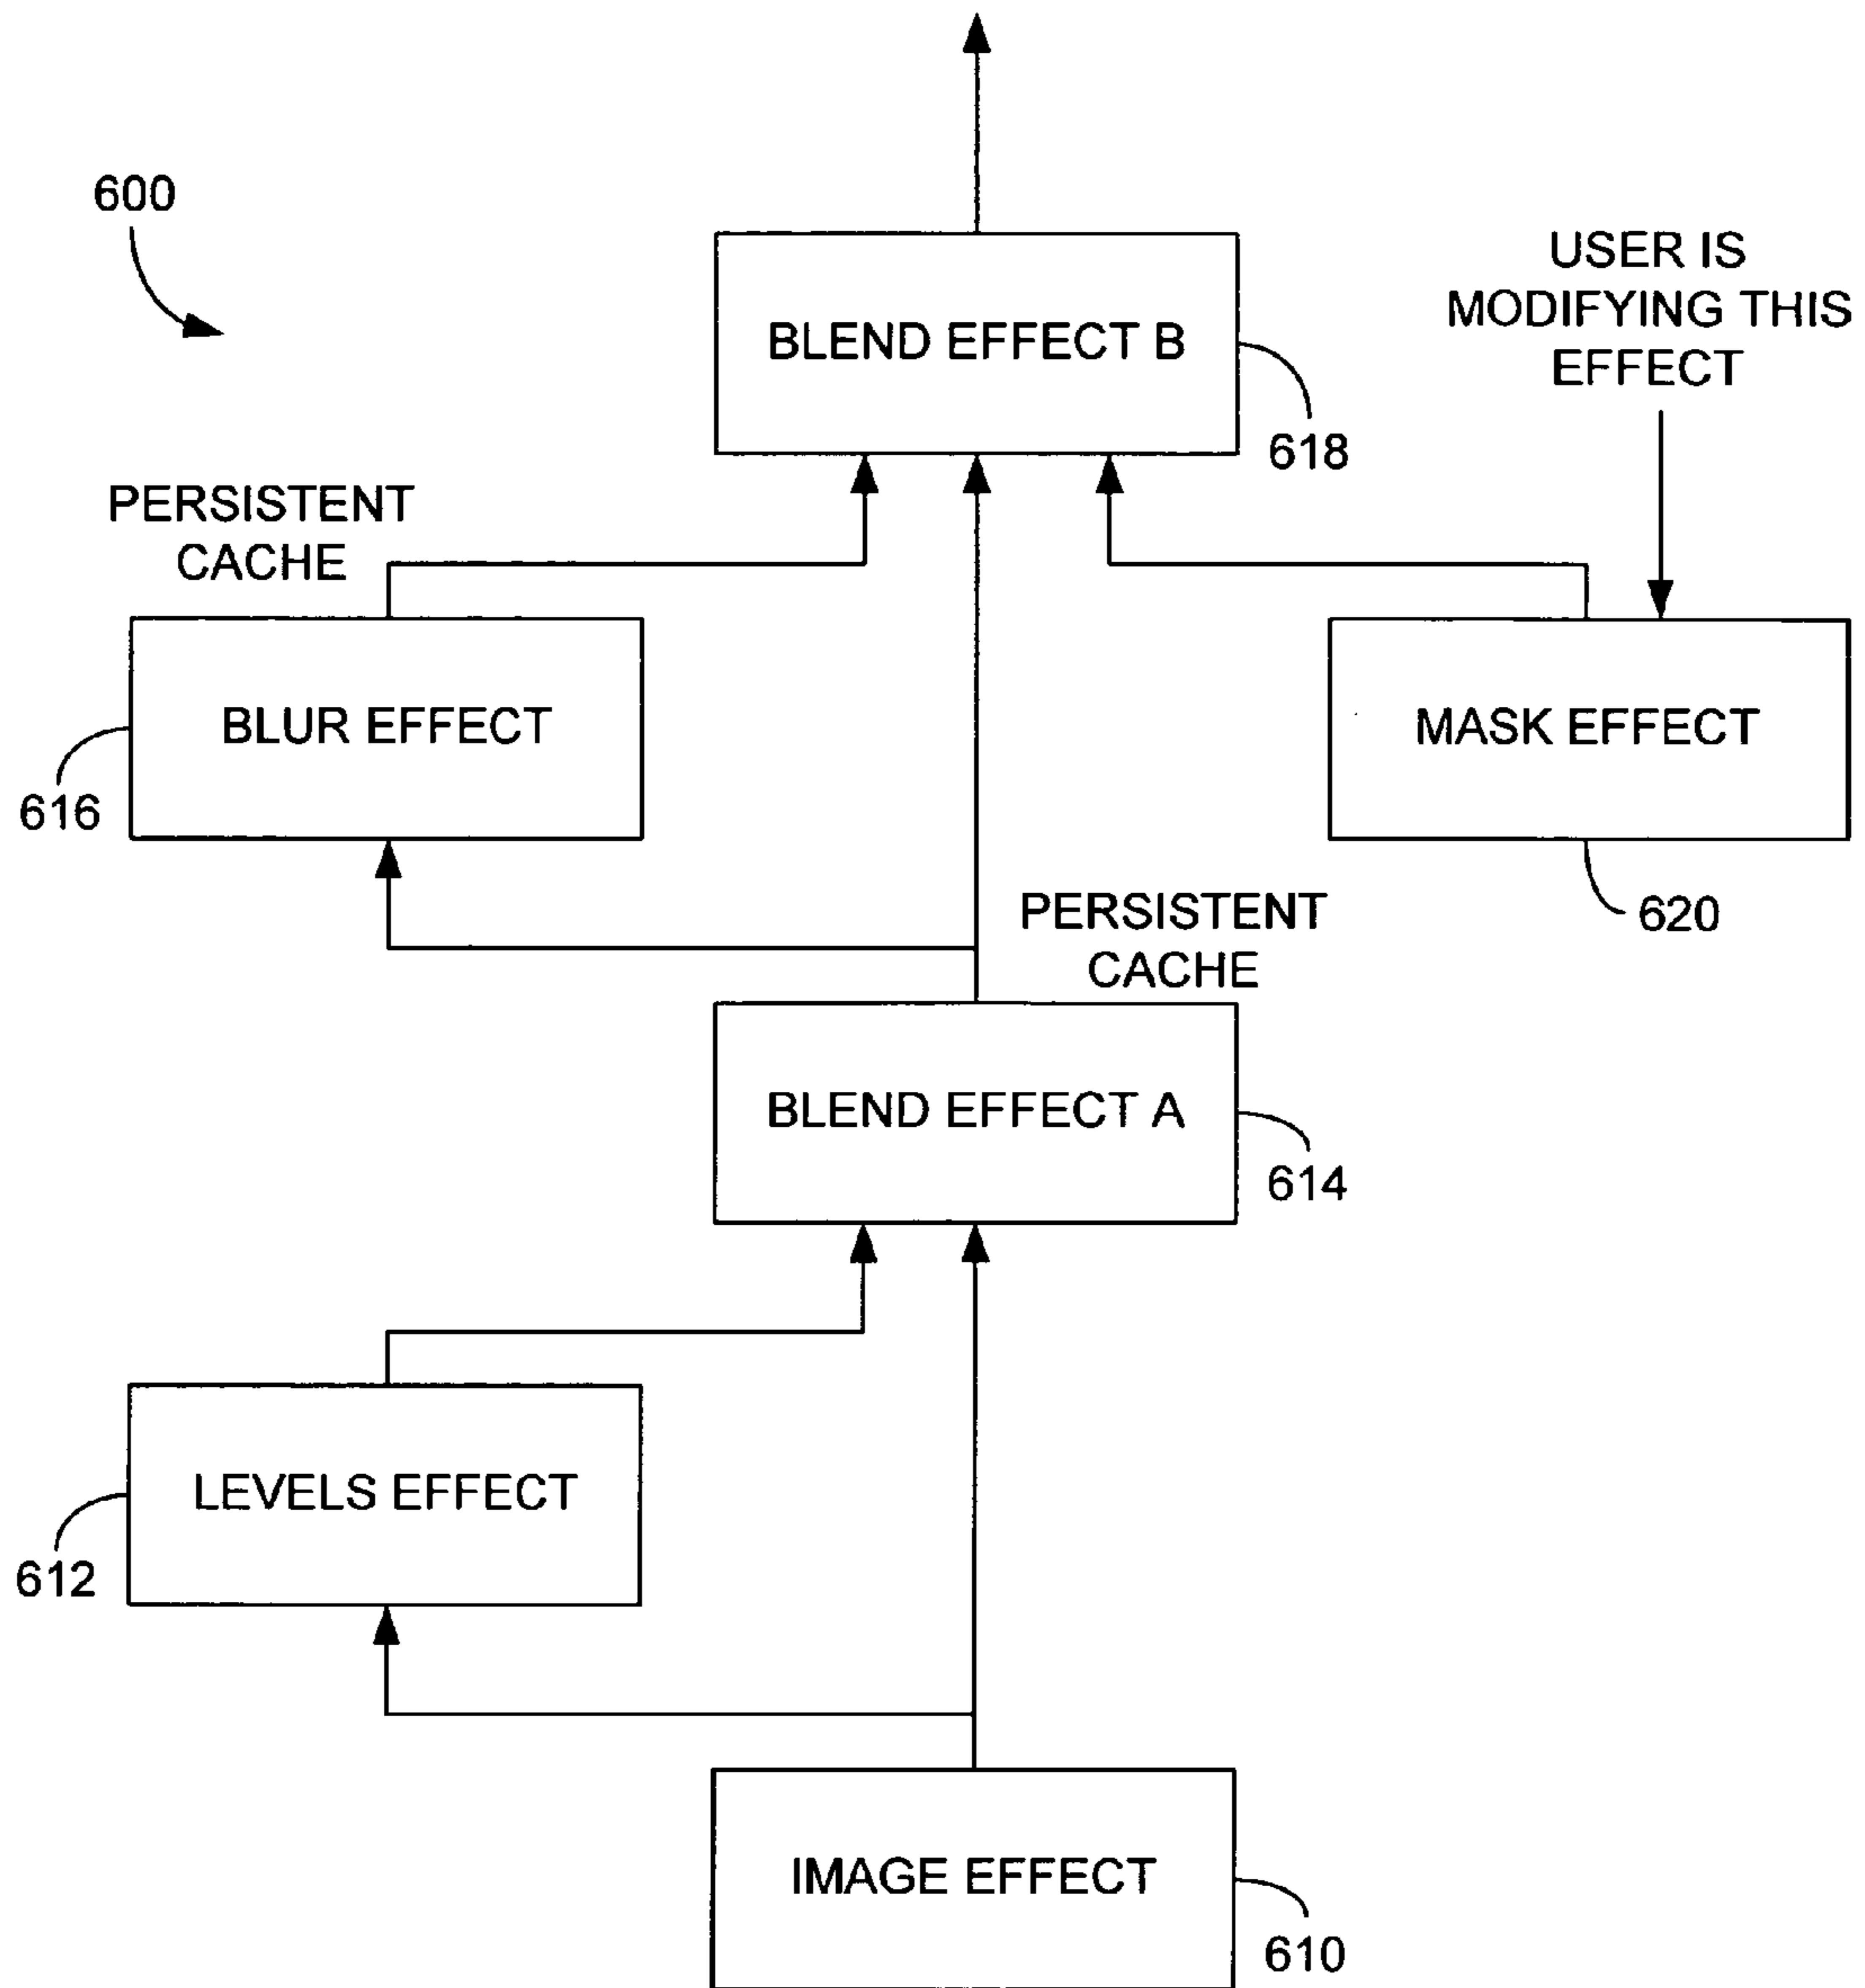 600
BLEND EFFECT B
618
USER IS
MODIFYING THIS
EFFECT
PERSISTENT
CACHE
BLUR EFFECT
616
MASK EFFECT
620
PERSISTENT
CACHE
BLEND EFFECT A
614
LEVELS EFFECT
612
IMAGE EFFECT
610